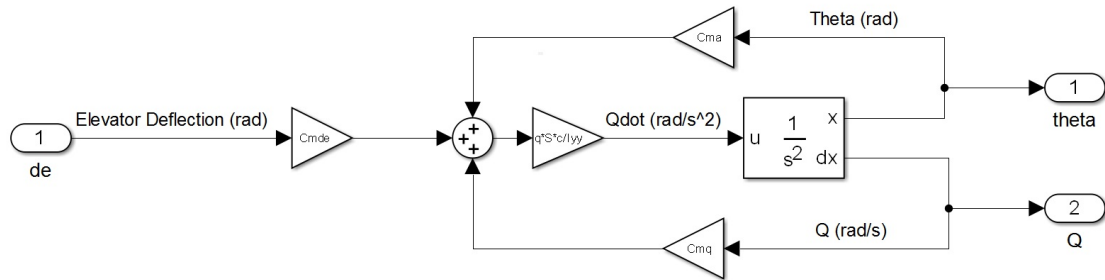 Theta (rad)
Cma
1
theta
Elevator Deflection (rad)
1
de
Cmde
+
+
+
q*S*c/Iyy
Qdot (rad/s^2)
u
1
s2
x
dx
2
Q
Q (rad/s)
Cmq